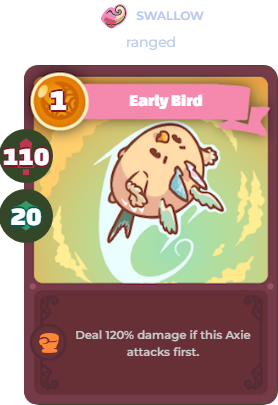 SWALLOW
ranged
1
Early Bird
110
20
Deal 120% damage if this Axie
attacks first.